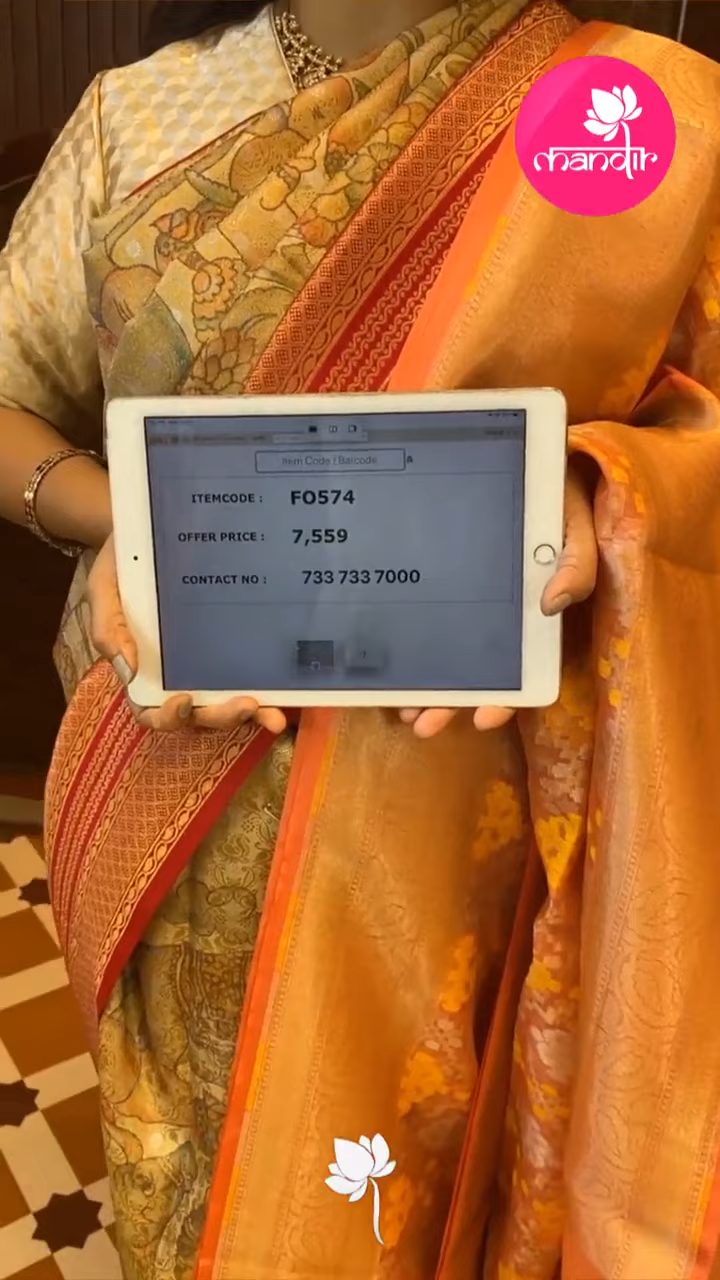 mandir
Item Code / Barcode
ITEMCODE : FO574
OFFER PRICE : 7,559
CONTACT NO : 733 733 7000